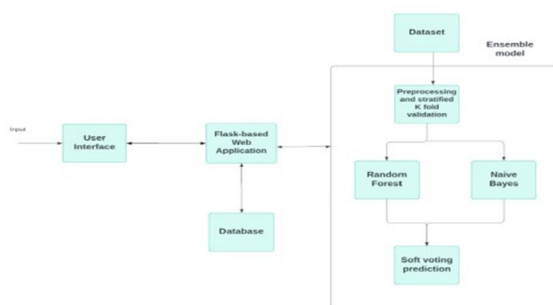 Dataset
Ensemble
model
Preprocessing
and stratified
K fold
validation
Input
User
Interface
Flask-based
Web
Application
Random
Forest
Naive
Bayes
Database
Soft voting
prediction